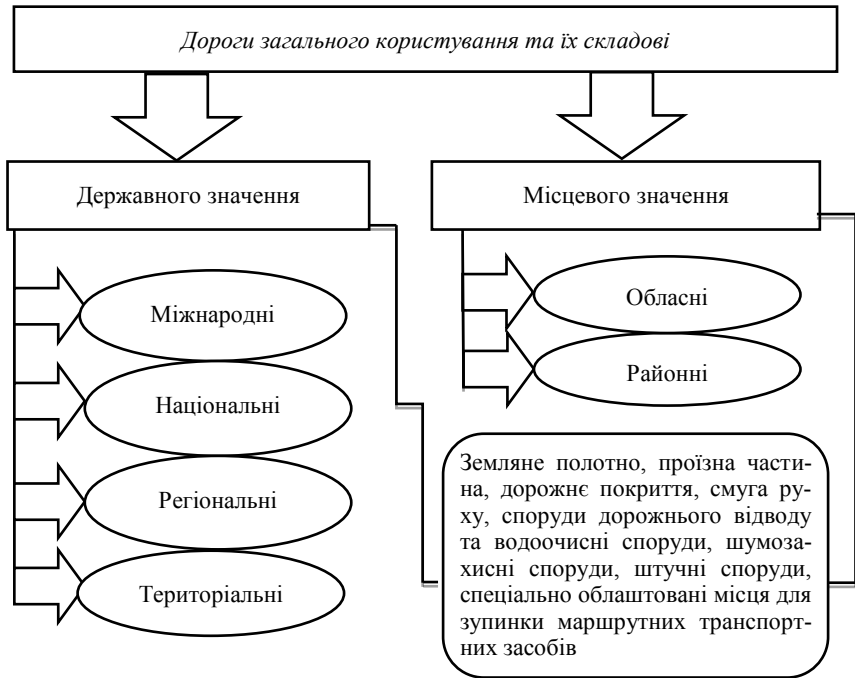 Дороги загального користування та їх складові
Державного значення
Міжнародні
Національні
Регіональні
Територіальні
Місцевого значення
Обласні
Районні
Земляне полотно, проїзна части-
на, дорожнє покриття, смуга ру-
ху, споруди дорожнього відводу
та водоочисні споруди, шумоза-
хисні споруди, штучні споруди,
спеціально облаштовані місця для
зупинки маршрутних транспорт-
них засобів